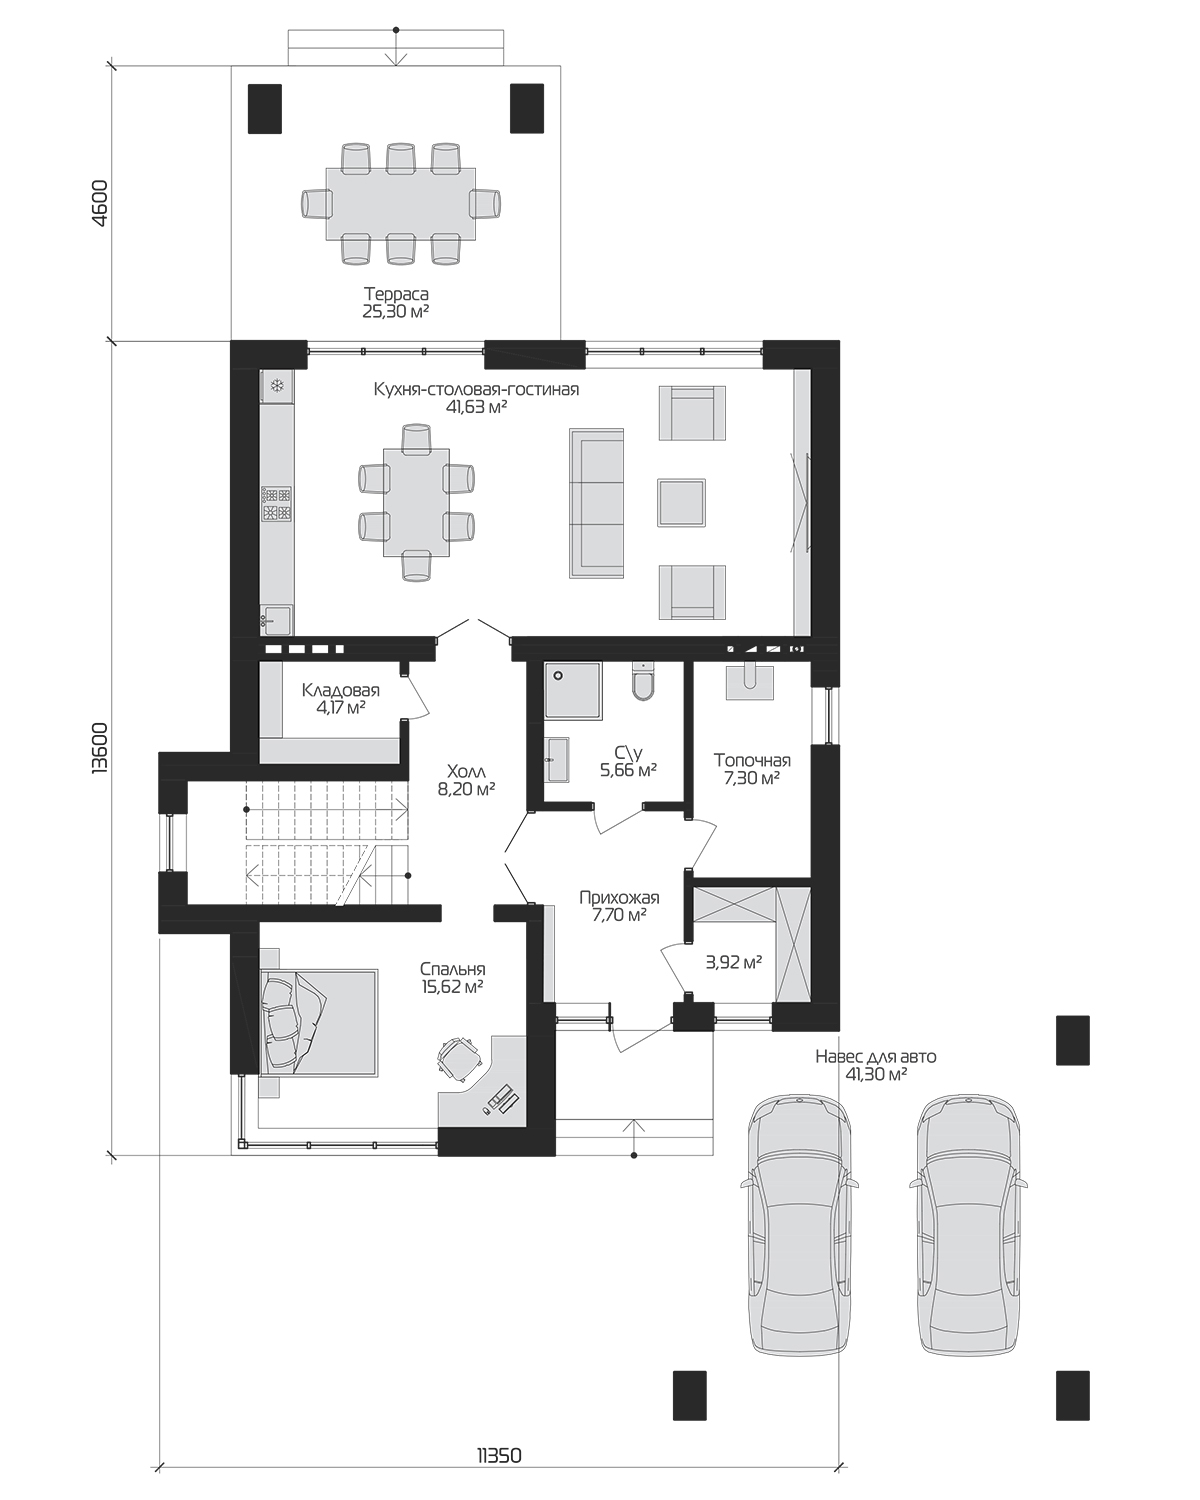 4600
Терраса
25,30 м²
Кухня-столовая-гостиная
41,63 м²
13600
Кладовая
4,17 м²
Холл
8,20 м²
С\у
5,66 м²
Топочная
7,30 м²
Прихожая
7,70 м²
3,92 м²
Спальня
15,62 м²
Навес для авто
41,30 м²
11350